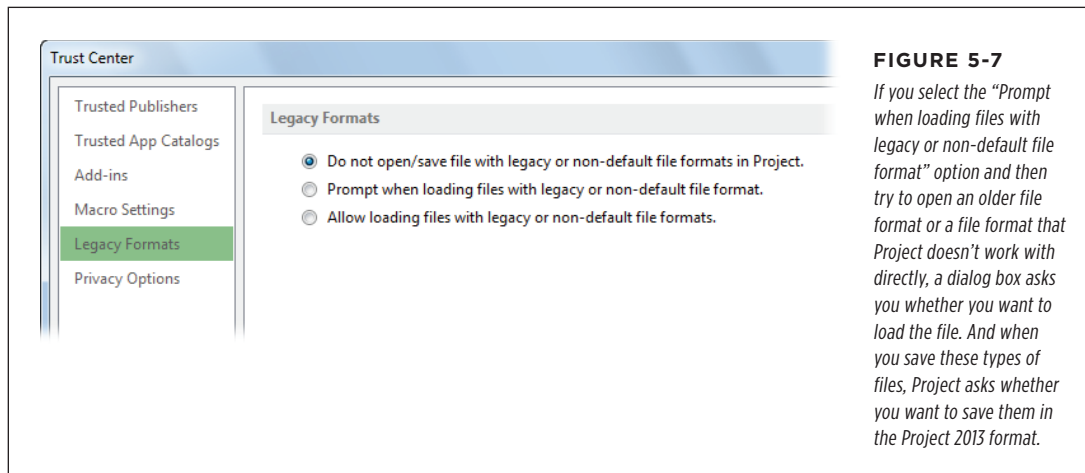 Trust Center
Trusted Publishers
Trusted App Catalogs
Add-ins
Macro Settings
Legacy Formats
Privacy Options
Legacy Formats
Do not open/save file with legacy or non-default file formats in Project.
Prompt when loading files with legacy or non-default file format.
Allow loading files with legacy or non-default file formats.
FIGURE 5-7
If you select the “Prompt
when loading files with
legacy or non-default file
format” option and then
try to open an older file
format or a file format that
Project doesn’t work with
directly, a dialog box asks
you whether you want to
load the file. And when
you save these types of
files, Project asks whether
you want to save them in
the Project 2013 format.